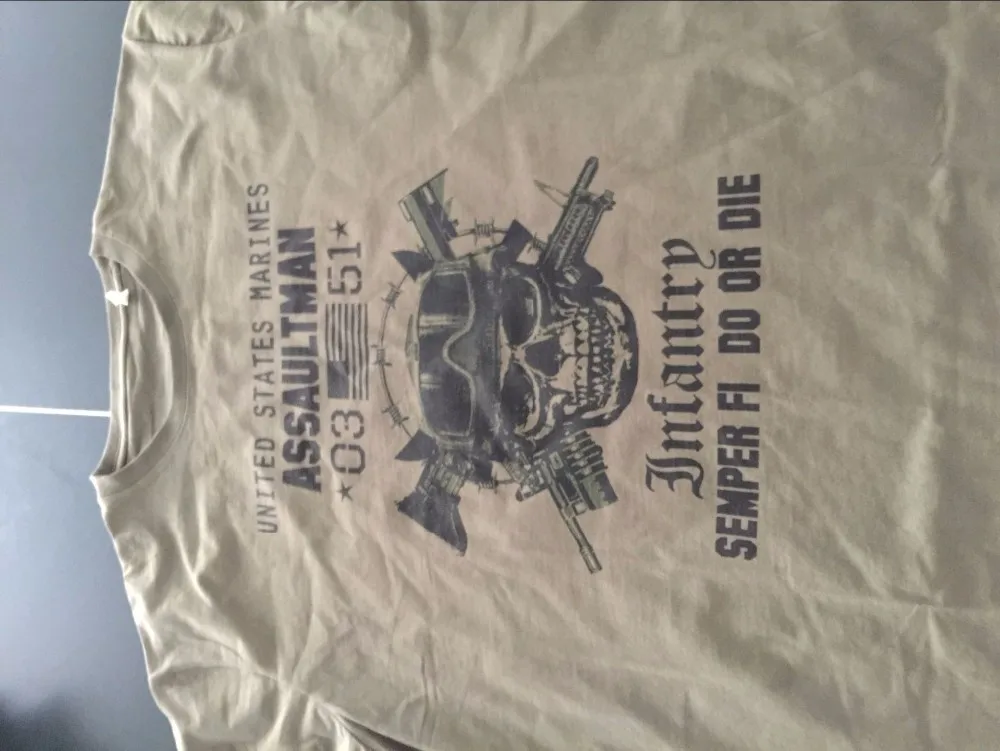 UNITED STATES MARINES
ASSAULTMAN
★03 51★
Infantry
SEMPER FI DO OR DIE